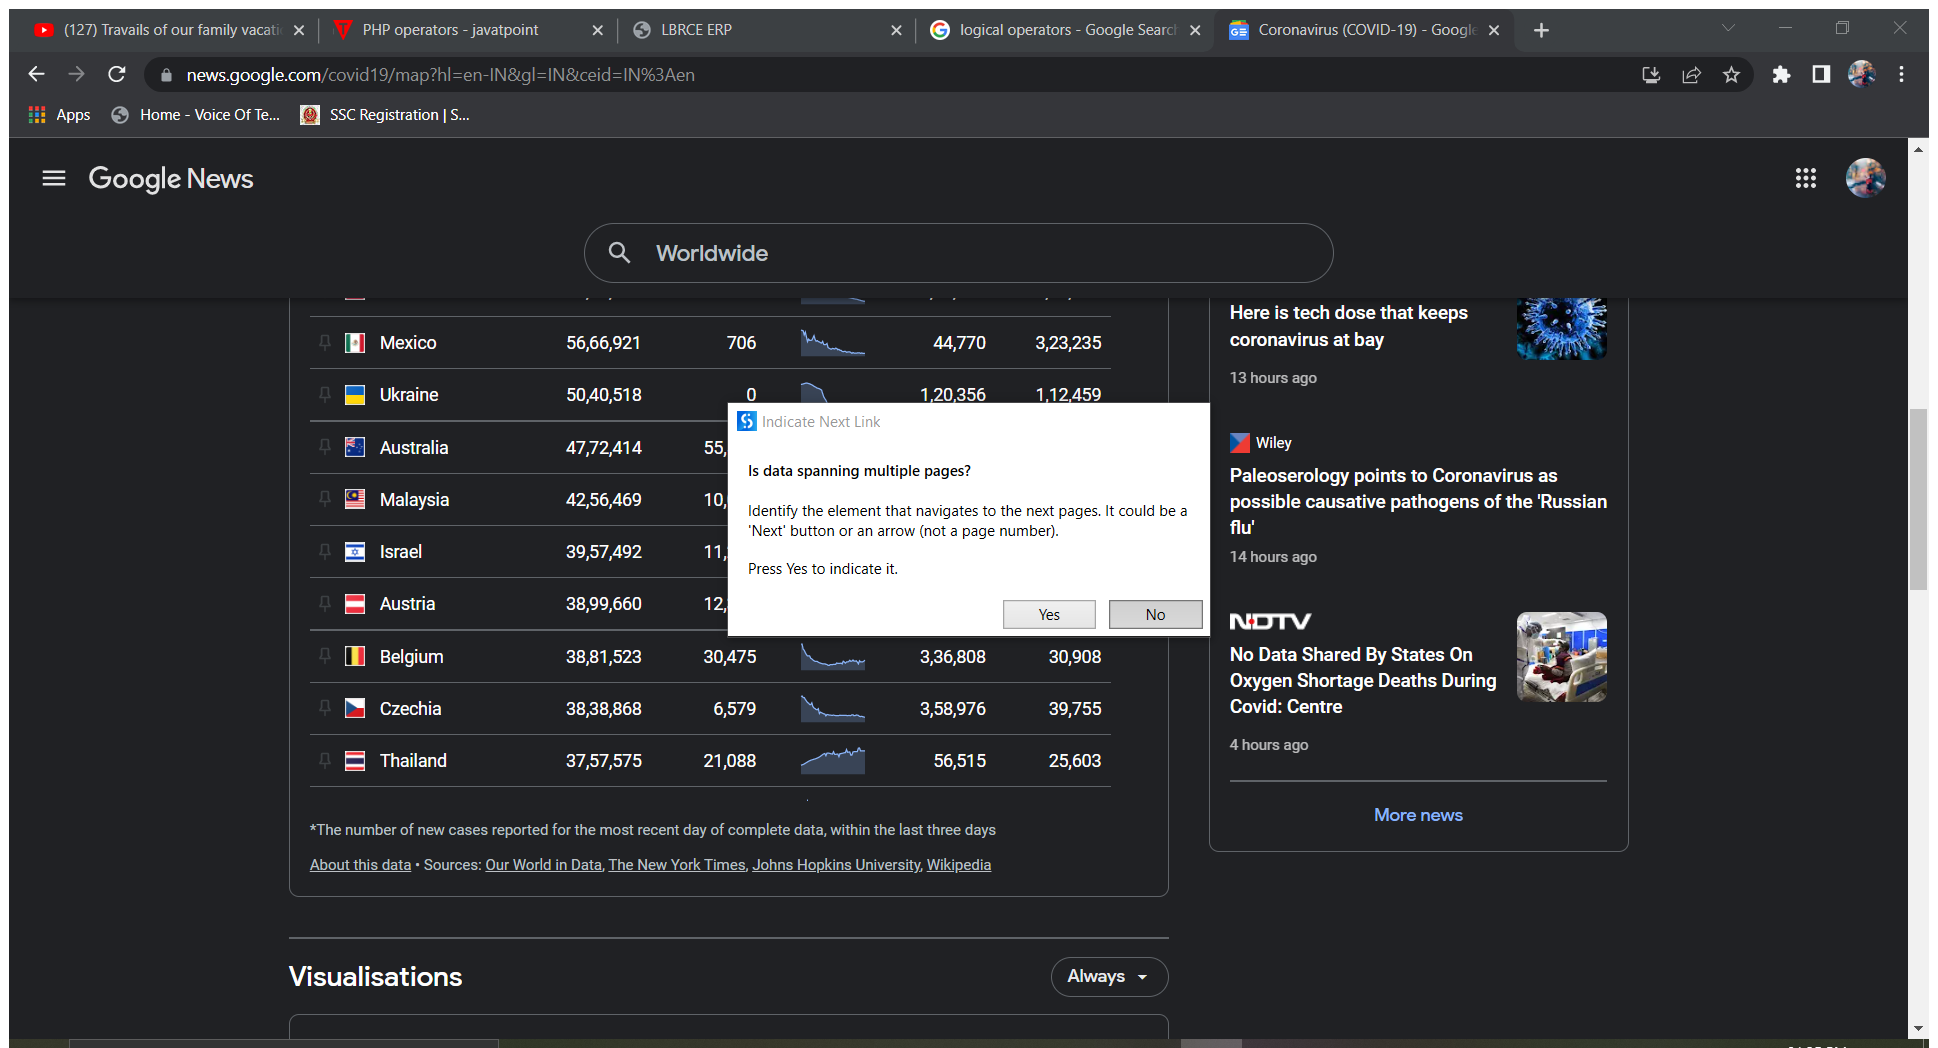 (127) Travails of our family vacati
PHP operators - javatpoint
LBRCE ERP
logical operators - Google Search
Coronavirus (COVID-19) - Google
news.google.com/covid19/map?hl=en-IN&gl=IN&ceid=IN%3Aen
Apps
Home - Voice Of Te...
SSC Registration | S...
Google News
Worldwide
Mexico 56,66,921 706 44,770 3,23,235
Ukraine 50,40,518 0 1,20,356 1,12,459
Australia 47,72,414 55,
Malaysia 42,56,469 10,
Israel 39,57,492 11,
Austria 38,99,660 12,
Belgium 38,81,523 30,475 3,36,808 30,908
Czechia 38,38,868 6,579 3,58,976 39,755
Thailand 37,57,575 21,088 56,515 25,603
Indicate Next Link
Is data spanning multiple pages?
Identify the element that navigates to the next pages. It could be a
'Next' button or an arrow (not a page number).
Press Yes to indicate it.
Yes
No
*The number of new cases reported for the most recent day of complete data, within the last three days
About this data • Sources: Our World in Data, The New York Times, Johns Hopkins University, Wikipedia
Visualisations
Always
Here is tech dose that keeps
coronavirus at bay
13 hours ago
Wiley
Paleoserology points to Coronavirus as
possible causative pathogens of the 'Russian
flu'
14 hours ago
NDTV
No Data Shared By States On
Oxygen Shortage Deaths During
Covid: Centre
4 hours ago
More news